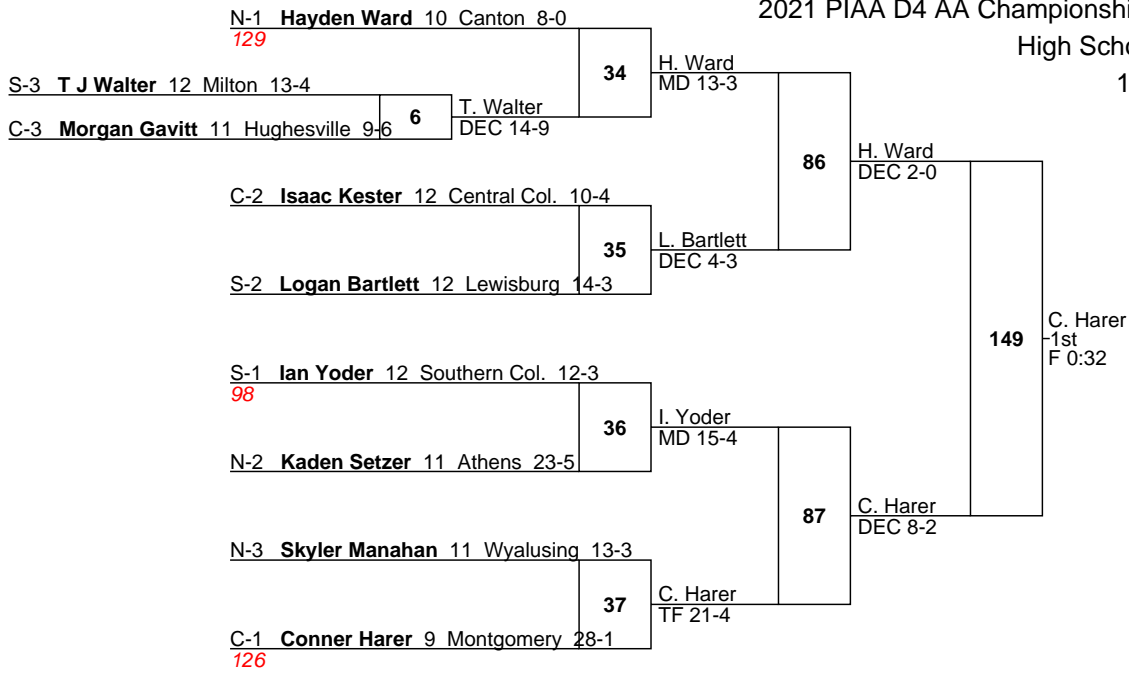 2021 PIAA D4 AA Championshi
High Scho
1
N-1 Hayden Ward 10 Canton 8-0
129
34
H. Ward
MD 13-3
S-3 T J Walter 12 Milton 13-4
6
T. Walter
DEC 14-9
C-3 Morgan Gavitt 11 Hughesville 9-6
86
H. Ward
DEC 2-0
C-2 Isaac Kester 12 Central Col. 10-4
35
L. Bartlett
DEC 4-3
S-2 Logan Bartlett 12 Lewisburg 14-3
149
C. Harer
1st
F 0:32
S-1 Ian Yoder 12 Southern Col. 12-3
98
36
I. Yoder
MD 15-4
N-2 Kaden Setzer 11 Athens 23-5
87
C. Harer
DEC 8-2
N-3 Skyler Manahan 11 Wyalusing 13-3
37
C. Harer
TF 21-4
C-1 Conner Harer 9 Montgomery 28-1
126